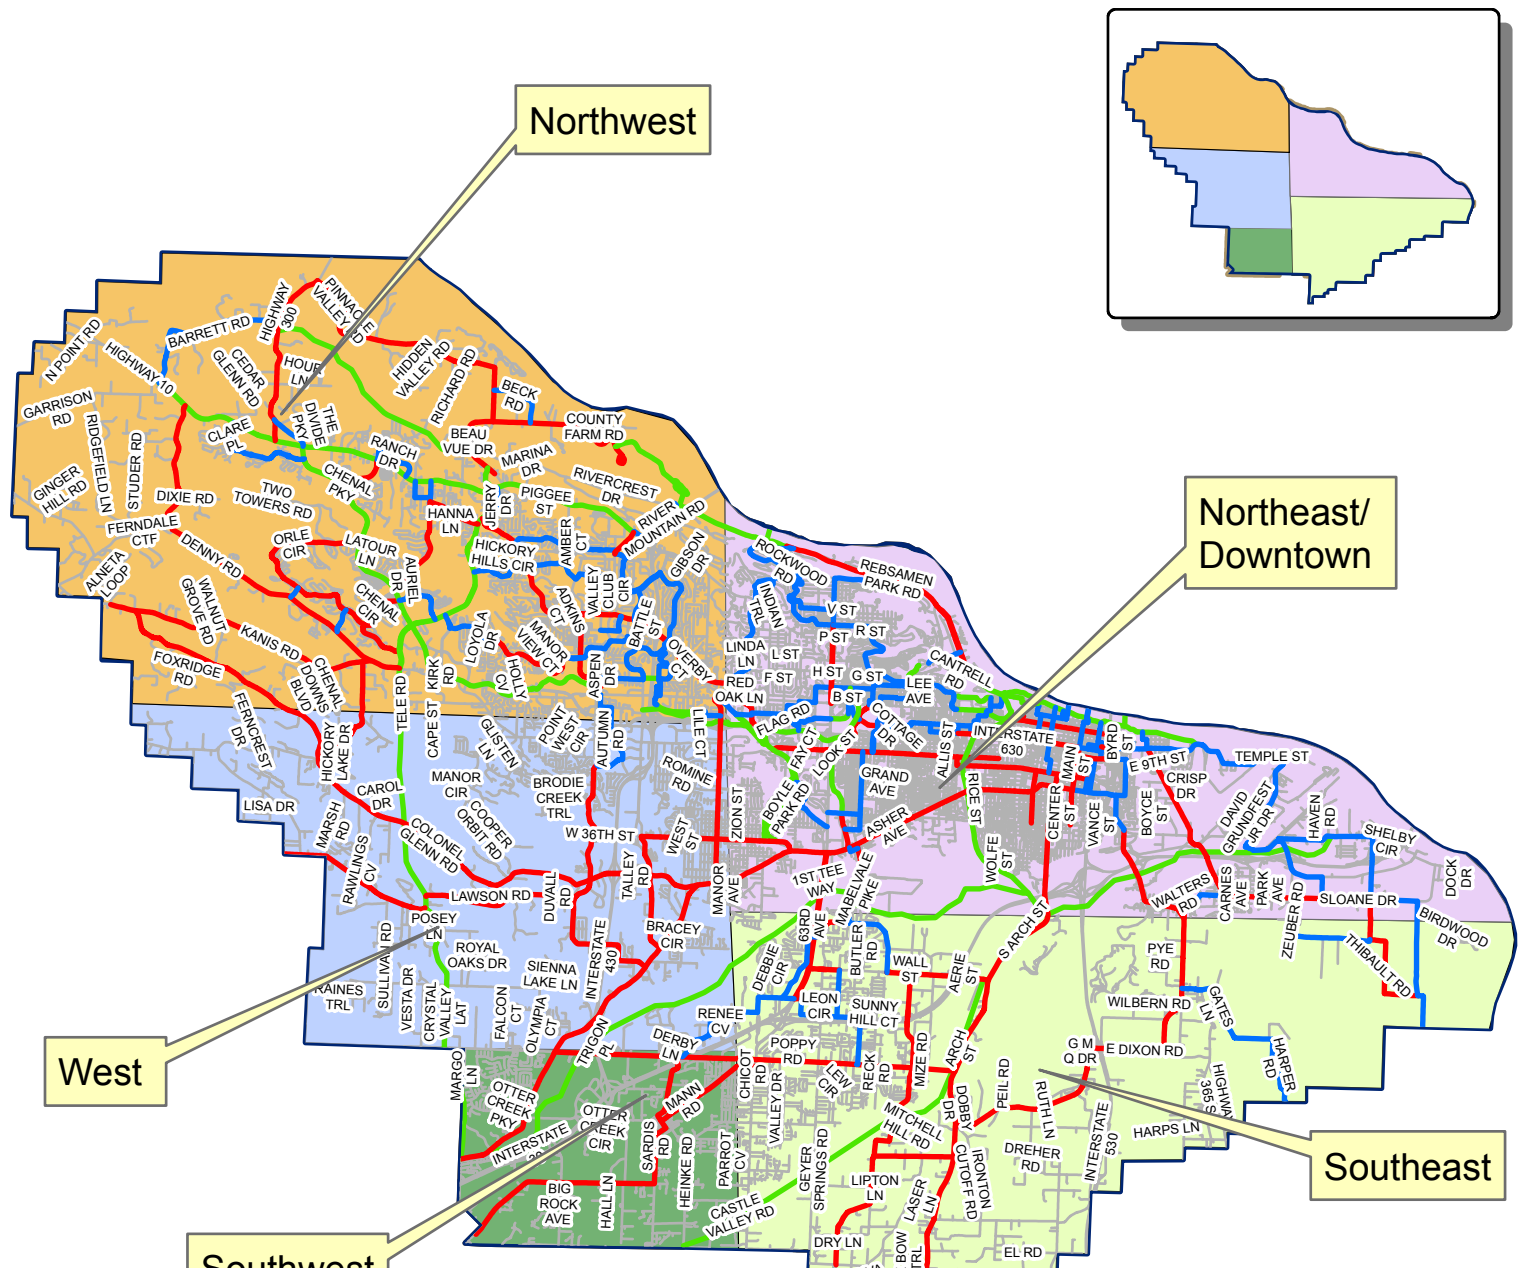 Northwest
Northeast/
Downtown
West
Southeast
Southwest
N POINT RD
HIGHWAY 10
BARRETT RD
HIGHWAY
300
PINNACLE
VALLEY RD
CEDAR
GLENN RD
HOUE
LN
HIDDEN
VALLEY RD
RICHARD RD
BECK
RD
GARRISON
RD
RIDGEFIELD LN
STUDER RD
CLARE
PL
THE
DIVIDE
PKY
RANCH
DR
BEAU
VUE DR
COUNTY
FARM RD
MARINA
DR
RIVERCREST
DR
GINGER
HILL RD
DIXIE RD
TWO
TOWERS RD
CHENAL
PKY
HANNA
LN
JERRY
DR
PIGGEE
ST
RIVER
MOUNTAIN RD
FERNDALE
CTF
DENNY RD
ORLE
CIR
LATOUR
LN
AURIEL
DR
HICKORY
HILLS CIR
AMBER
CT
GIBSON
DR
ALNETA
LOOP
WALNUT
GROVE RD
CHENAL
CIR
VALLEY
CLUB
CIR
ADKINS
CT
BATTLE
ST
KANIS RD
FOXRIDGE
RD
LOYOLA
DR
MANOR
VIEW CT
HOLLY
CV
ASPEN
DR
OVERBY
CT
CHENAL
DOWNS
BLVD
TELE RD
KIRK
RD
ROCKWOOD
RD
REBSAMEN
PARK RD
INDIAN
TRL
V ST
R ST
P ST
LINDA
LN
L ST
F ST
H ST
G ST
B ST
LEE
AVE
CANTRELL
RD
RED
OAK LN
FLAG RD
COTTAGE
DR
FERNCREST
DR
HICKORY
LAKE DR
CAPE ST
GLISTEN
LN
POINT
WEST
CIR
AUTUMN
RD
LILE CT
FAY CT
LOOK ST
ALLIS ST
INTERSTATE
630
MAIN
ST
BYRD
ST
E 9TH ST
TEMPLE ST
LISA DR
CAROL
DR
MANOR
CIR
BRODIE
CREEK
TRL
ROMINE
RD
ZION ST
BOYLE
PARK RD
GRAND
AVE
RICE ST
CENTER
ST
VANCE
ST
BOYCE
ST
CRISP
DR
DAVID
GRUNDFEST
JR DR
HAVEN
RD
SHELBY
CIR
MARSH
RD
COLONEL
GLENN RD
COOPER
ORBIT RD
W 36TH ST
WEST
ST
ASHER
AVE
WOLFE
ST
RAWLINGS
CV
LAWSON RD
DUVALL
RD
TALLEY
RD
MANOR
AVE
1ST TEE
WAY
MABELVALE
PIKE
WALTERS
RD
CARNES
AVE
PARK
AVE
ZEUBER RD
SLOANE DR
DOCK
DR
BIRDWOOD
DR
POSEY
LN
BRACEY
CIR
63RD
AVE
S ARCH ST
SULLIVAN RD
ROYAL
OAKS DR
SIENNA
LAKE LN
INTERSTATE
430
DEBBIE
CIR
BUTLER
RD
WALL
ST
AERIE
ST
PYE
RD
THIBAULT RD
RAINES
TRL
VESTA DR
CRYSTAL
VALLEY
LAT
FALCON
CT
OLYMPIA
CT
TRIGON
PL
RENEE
CV
LEON
CIR
SUNNY
HILL CT
WILBERN RD
GATES
LN
DERBY
LN
POPPY
RD
ARCH
ST
G M
Q DR
E DIXON RD
HARPER
RD
MARGO
LN
OTTER
CREEK
PKY
MANN
RD
CHICOT
RD
VALLEY DR
LEW
CIR
RECK
RD
MIZE RD
DOBBY
DR
PEIL RD
RUTH LN
HIGHWAY
365 S
INTERSTATE
OTTER
CREEK
CIR
SARDIS
RD
HEINKE RD
PARROT
CV
GEYER
SPRINGS RD
MITCHELL
HILL RD
DREHER
RD
INTERSTATE
530
HARPS LN
BIG
ROCK
AVE
HALL LN
CASTLE
VALLEY RD
LIPTON
LN
LASER
LN
IRONTON
CUTOFF RD
DRY LN
EL RD